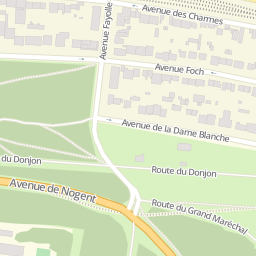 Avenue des Charmes
Avenue Fayolle
Avenue Foch
Avenue de la Dame Blanche
du Donjon
Route du Donjon
Avenue de Nogent
Route du Grand Maréchal